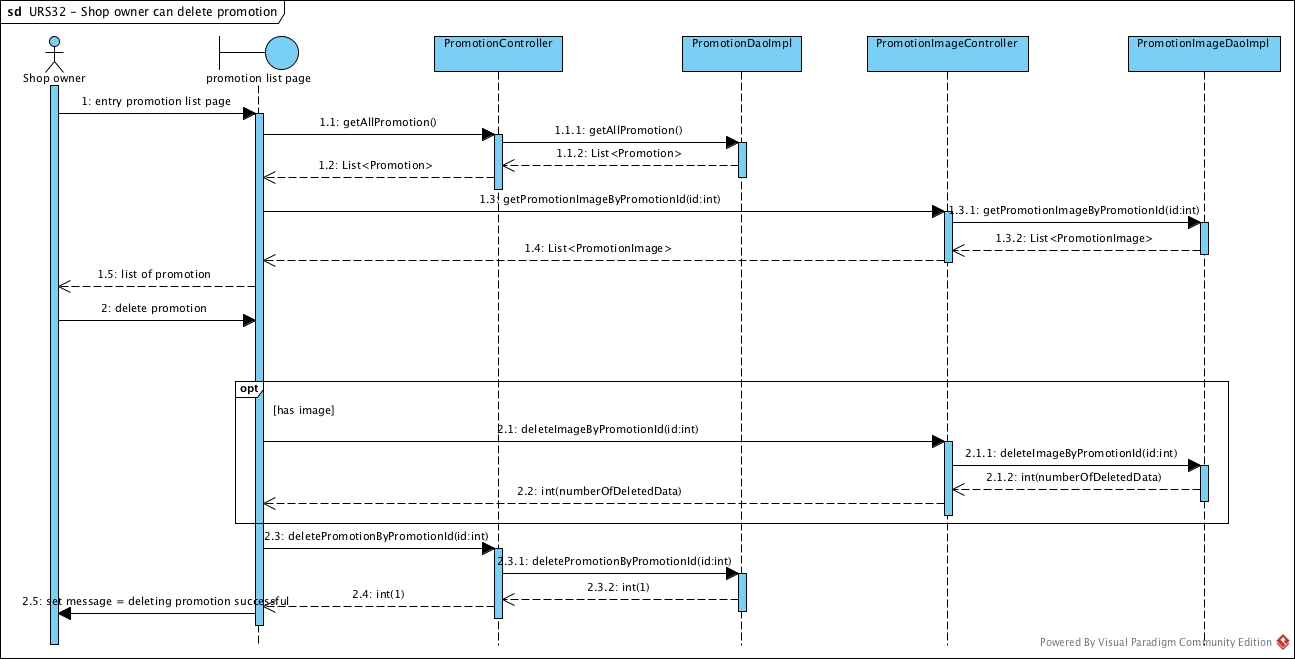 sd URS32 - Shop owner can delete promotion
Shop owner
promotion list page
PromotionController
PromotionDaoImpl
PromotionImageController
PromotionImageDaoImpl
1: entry promotion list page
1.1: getAllPromotion()
1.1.1: getAllPromotion()
1.1.2: List<Promotion>
1.2: List<Promotion>
1.3: getPromotionImageByPromotionId(id:int)
1.3.1: getPromotionImageByPromotionId(id:int)
1.3.2: List<PromotionImage>
1.4: List<PromotionImage>
1.5: list of promotion
2: delete promotion
opt
[has image]
2.1: deleteImageByPromotionId(id:int)
2.1.1: deleteImageByPromotionId(id:int)
2.1.2: int(numberOfDeletedData)
2.2: int(numberOfDeletedData)
2.3: deletePromotionByPromotionId(id:int)
2.3.1: deletePromotionByPromotionId(id:int)
2.3.2: int(1)
2.4: int(1)
2.5: set message = deleting promotion successful
Powered By Visual Paradigm Community Edition